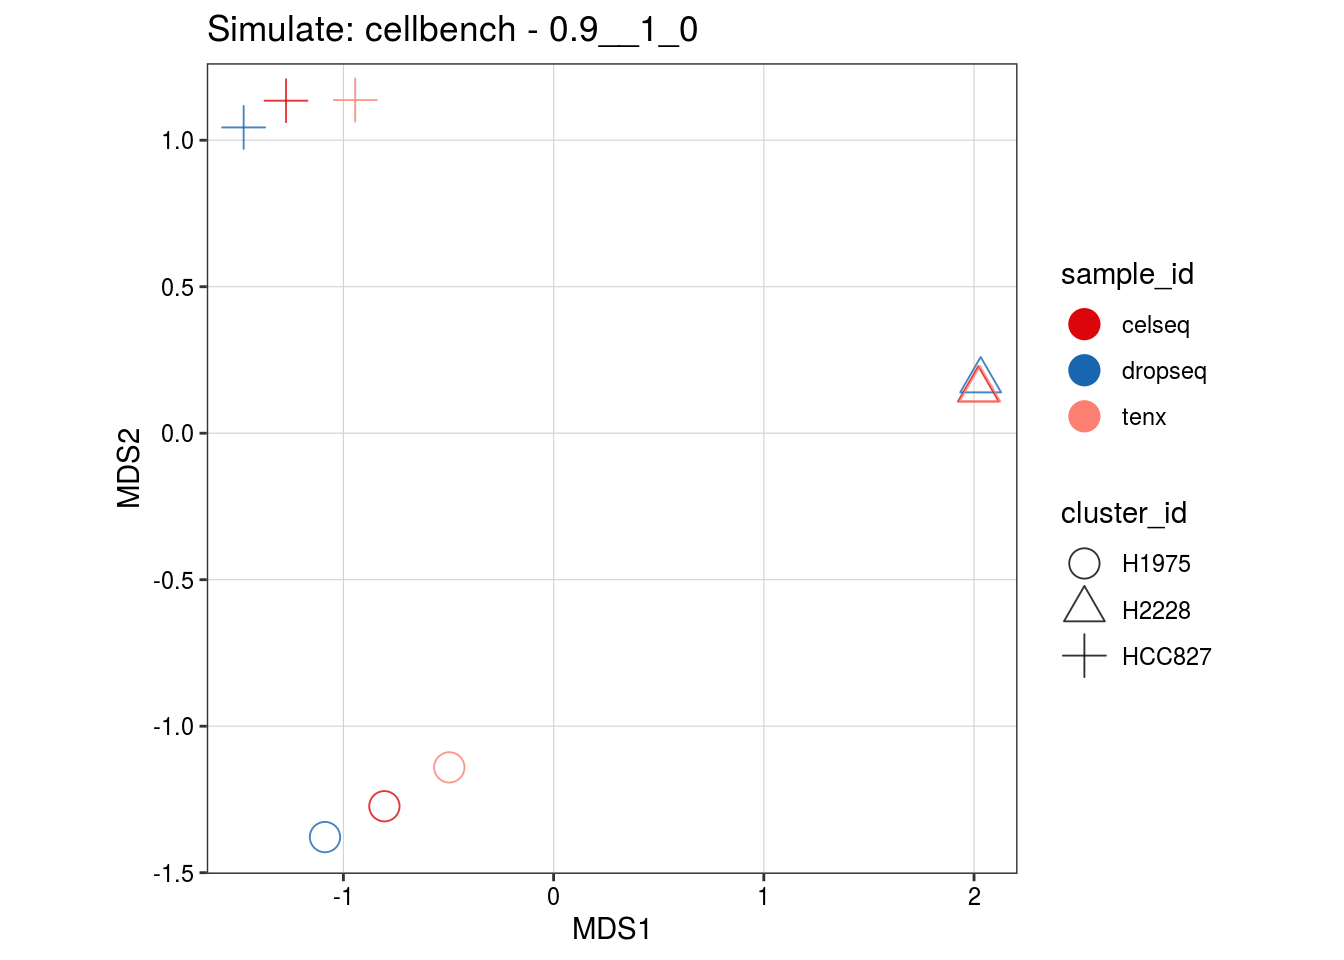 Simulate: cellbench - 0.9__1_0
1.0
0.5
0.0
-0.5
-1.0
-1.5
MDS2
-1
0
1
2
MDS1
sample_id
celseq
dropseq
tenx
cluster_id
H1975
H2228
HCC827